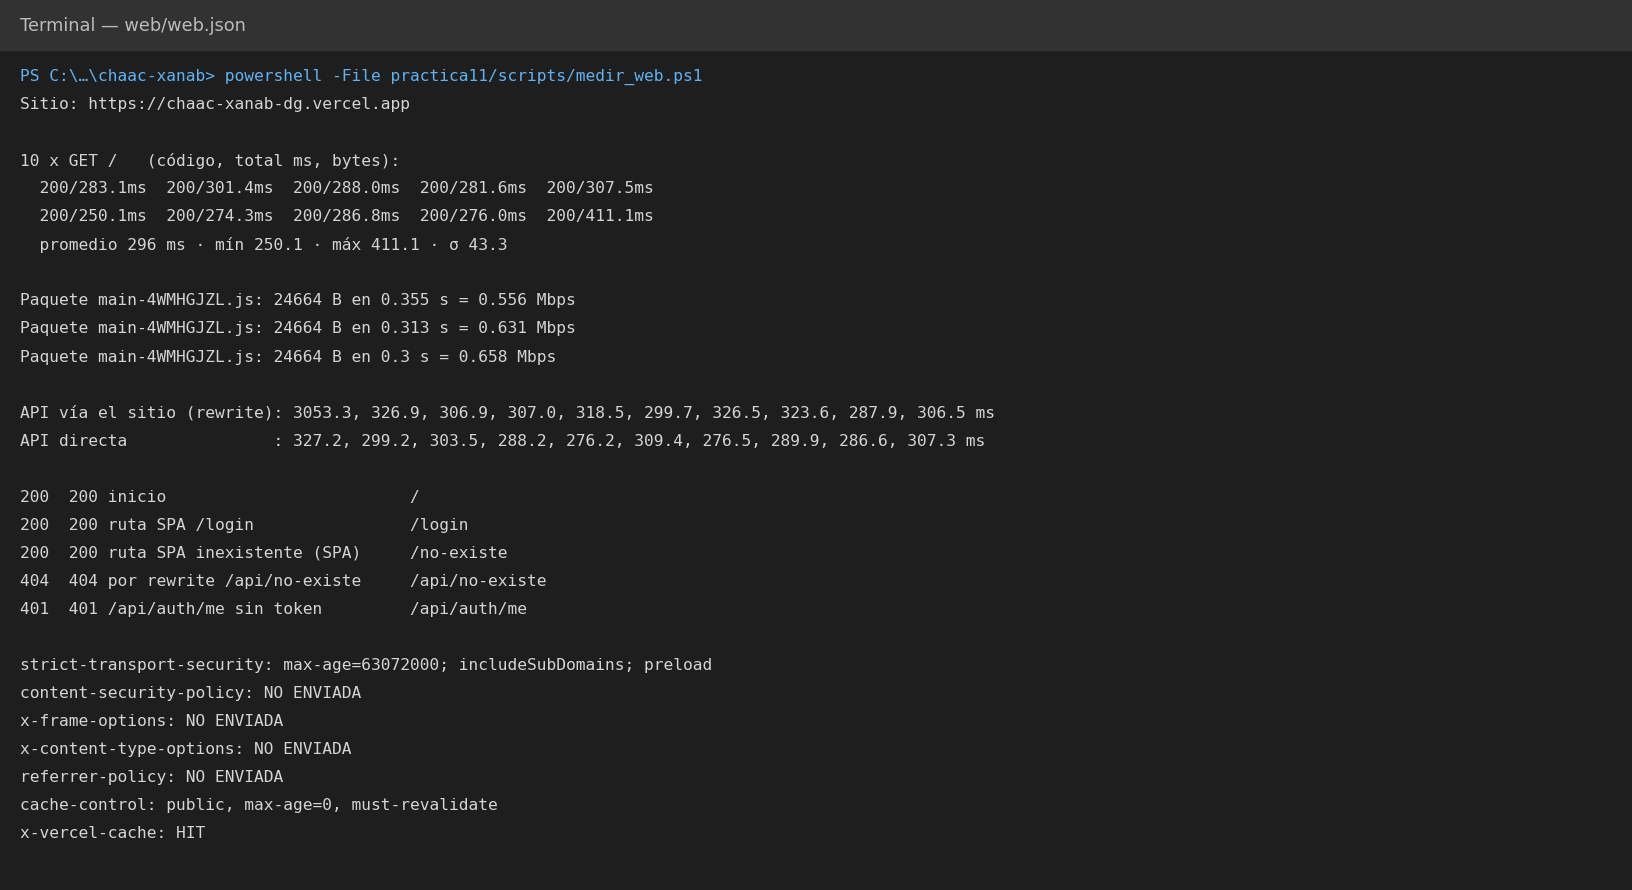 Terminal — web/web.json
PS C:\…\chaac-xanab> powershell -File practica11/scripts/medir_web.ps1
Sitio: https://chaac-xanab-dg.vercel.app
10 x GET /   (código, total ms, bytes):
  200/283.1ms  200/301.4ms  200/288.0ms  200/281.6ms  200/307.5ms
  200/250.1ms  200/274.3ms  200/286.8ms  200/276.0ms  200/411.1ms
  promedio 296 ms · mín 250.1 · máx 411.1 · σ 43.3
Paquete main-4WMHGJZL.js: 24664 B en 0.355 s = 0.556 Mbps
Paquete main-4WMHGJZL.js: 24664 B en 0.313 s = 0.631 Mbps
Paquete main-4WMHGJZL.js: 24664 B en 0.3 s = 0.658 Mbps
API vía el sitio (rewrite): 3053.3, 326.9, 306.9, 307.0, 318.5, 299.7, 326.5, 323.6, 287.9, 306.5 ms
API directa               : 327.2, 299.2, 303.5, 288.2, 276.2, 309.4, 276.5, 289.9, 286.6, 307.3 ms
200  200 inicio                         /
200  200 ruta SPA /login                /login
200  200 ruta SPA inexistente (SPA)     /no-existe
404  404 por rewrite /api/no-existe     /api/no-existe
401  401 /api/auth/me sin token         /api/auth/me
strict-transport-security: max-age=63072000; includeSubDomains; preload
content-security-policy: NO ENVIADA
x-frame-options: NO ENVIADA
x-content-type-options: NO ENVIADA
referrer-policy: NO ENVIADA
cache-control: public, max-age=0, must-revalidate
x-vercel-cache: HIT